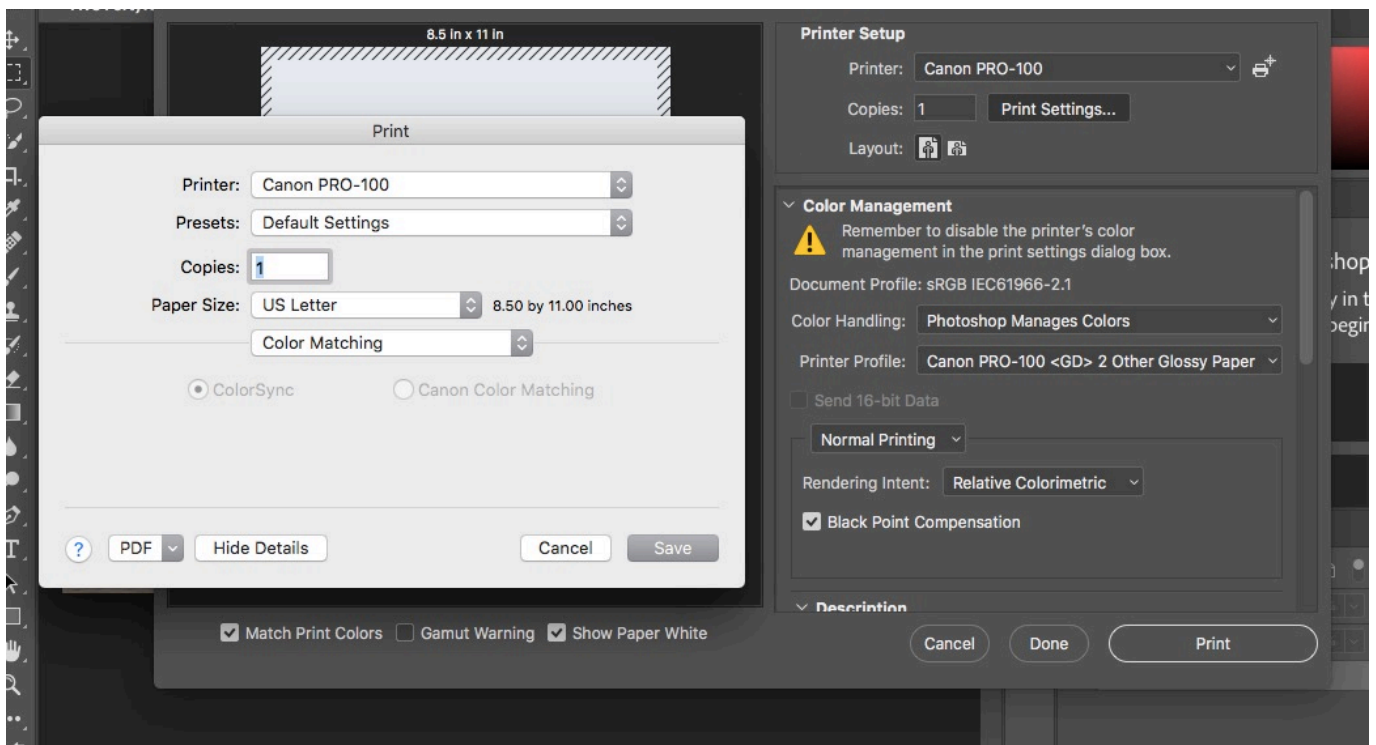 8.5 in x 11 in
Print
Printer: Canon PRO-100
Presets: Default Settings
Copies: 1
Paper Size: US Letter 8.50 by 11.00 inches
Color Matching
ColorSync Canon Color Matching
? PDF Hide Details Cancel Save
Match Print Colors Gamut Warning Show Paper White
Printer Setup
Printer: Canon PRO-100
Copies: 1 Print Settings...
Layout:
Color Management
Remember to disable the printer's color
management in the print settings dialog box.
Document Profile: sRGB IEC61966-2.1
Color Handling: Photoshop Manages Colors
Printer Profile: Canon PRO-100 <GD> 2 Other Glossy Paper
Send 16-bit Data
Normal Printing
Rendering Intent: Relative Colorimetric
Black Point Compensation
Description
Cancel Done Print